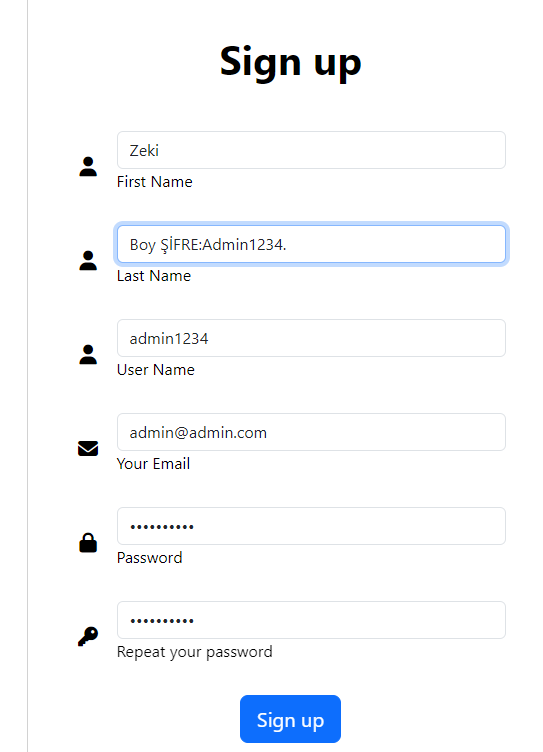 Sign up
Zeki
First Name
Boy ŞİFRE:Admin1234.
Last Name
admin1234
User Name
admin@admin.com
Your Email
••••••••••
Password
••••••••••
Repeat your password
Sign up